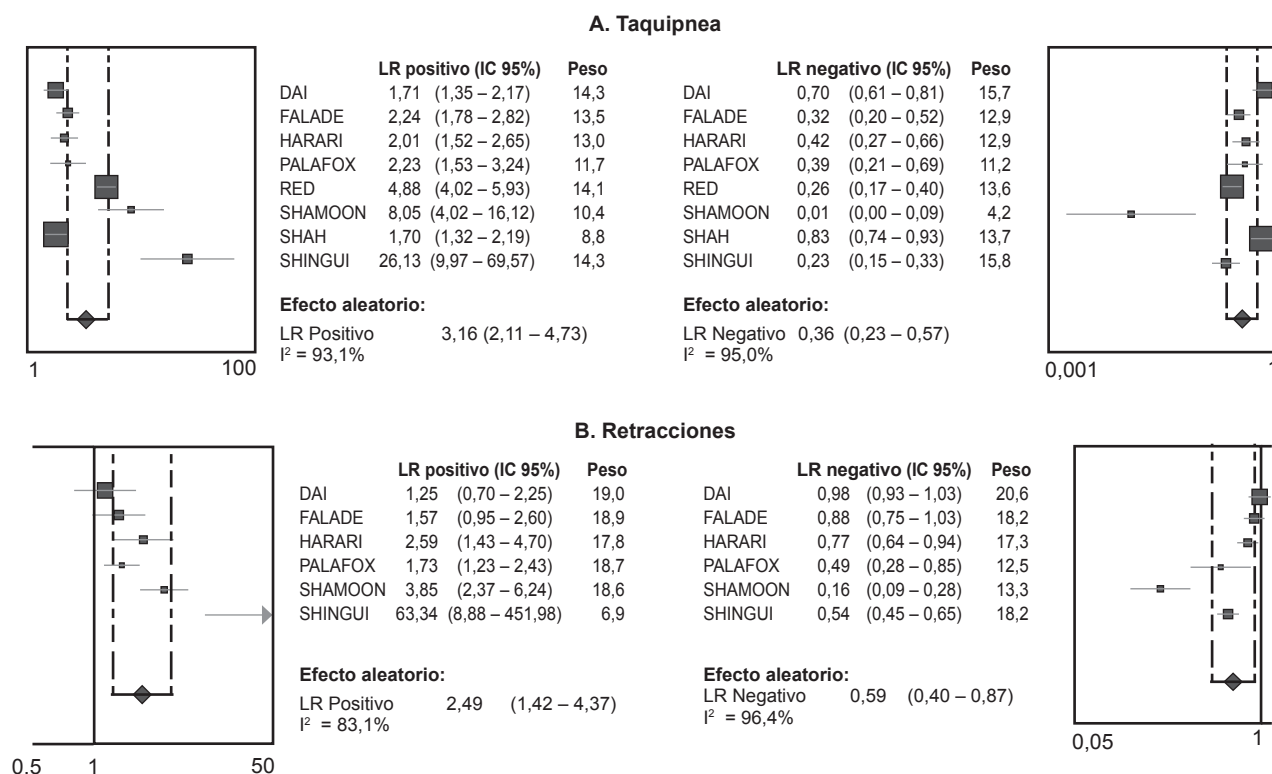 A. Taquipnea
LR positivo (IC 95%) Peso
DAI 1,71 (1,35 – 2,17) 14,3
FALADE 2,24 (1,78 – 2,82) 13,5
HARARI 2,01 (1,52 – 2,65) 13,0
PALAFOX 2,23 (1,53 – 3,24) 11,7
RED 4,88 (4,02 – 5,93) 14,1
SHAMOON 8,05 (4,02 – 16,12) 10,4
SHAH 1,70 (1,32 – 2,19) 8,8
SHINGUI 26,13 (9,97 – 69,57) 14,3
Efecto aleatorio:
LR Positivo 3,16 (2,11 – 4,73)
I² = 93,1%
1 100
LR negativo (IC 95%) Peso
DAI 0,70 (0,61 – 0,81) 15,7
FALADE 0,32 (0,20 – 0,52) 12,9
HARARI 0,42 (0,27 – 0,66) 12,9
PALAFOX 0,39 (0,21 – 0,69) 11,2
RED 0,26 (0,17 – 0,40) 13,6
SHAMOON 0,01 (0,00 – 0,09) 4,2
SHAH 0,83 (0,74 – 0,93) 13,7
SHINGUI 0,23 (0,15 – 0,33) 15,8
Efecto aleatorio:
LR Negativo 0,36 (0,23 – 0,57)
I² = 95,0%
0,001 1
B. Retracciones
LR positivo (IC 95%) Peso
DAI 1,25 (0,70 – 2,25) 19,0
FALADE 1,57 (0,95 – 2,60) 18,9
HARARI 2,59 (1,43 – 4,70) 17,8
PALAFOX 1,73 (1,23 – 2,43) 18,7
SHAMOON 3,85 (2,37 – 6,24) 18,6
SHINGUI 63,34 (8,88 – 451,98) 6,9
Efecto aleatorio:
LR Positivo 2,49 (1,42 – 4,37)
I² = 83,1%
0,5 1 50
LR negativo (IC 95%) Peso
DAI 0,98 (0,93 – 1,03) 20,6
FALADE 0,88 (0,75 – 1,03) 18,2
HARARI 0,77 (0,64 – 0,94) 17,3
PALAFOX 0,49 (0,28 – 0,85) 12,5
SHAMOON 0,16 (0,09 – 0,28) 13,3
SHINGUI 0,54 (0,45 – 0,65) 18,2
Efecto aleatorio:
LR Negativo 0,59 (0,40 – 0,87)
I² = 96,4%
0,05 1